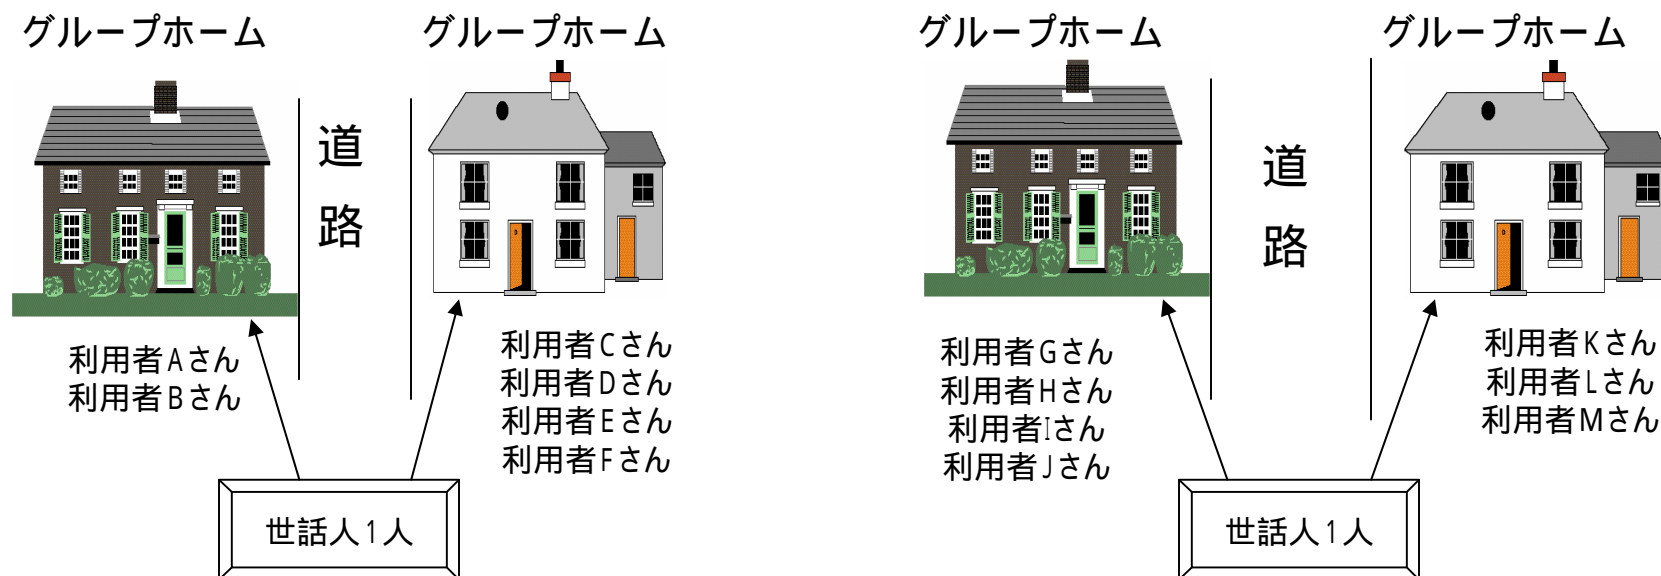 グループホーム
グループホーム
グループホーム
グループホーム
道
路
道
路
利用者Aさん
利用者Bさん
利用者Cさん
利用者Dさん
利用者Eさん
利用者Fさん
利用者Gさん
利用者Hさん
利用者Iさん
利用者Jさん
利用者Kさん
利用者Lさん
利用者Mさん
世話人1人
世話人1人